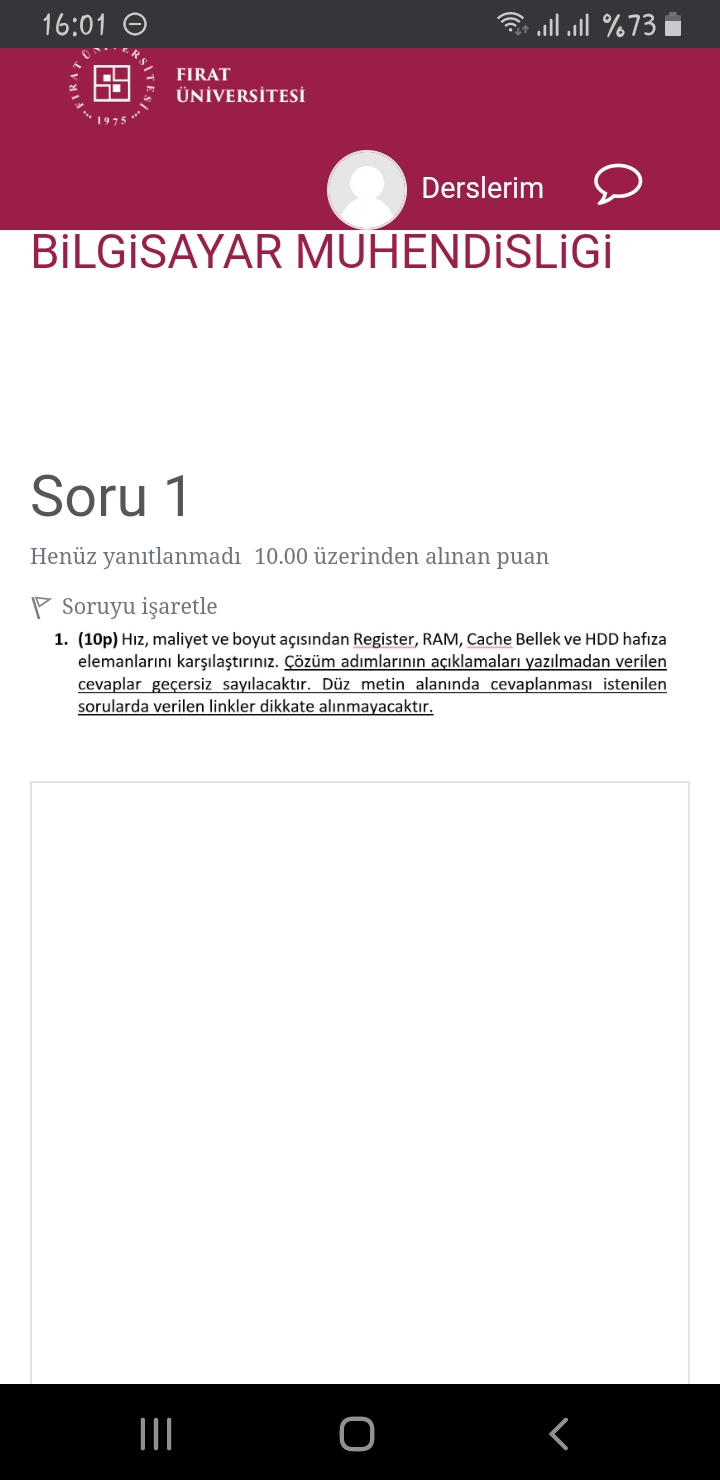 16:01 %73
FIRAT ÜNİVERSİTESİ 1975
FIRAT
ÜNİVERSİTESİ
Derslerim
BiLGiSAYAR MÜHENDiSLiGi
Soru 1
Henüz yanıtlanmadı 10.00 üzerinden alınan puan
Soruyu işaretle
1. (10p) Hız, maliyet ve boyut açısından Register, RAM, Cache Bellek ve HDD hafıza
elemanlarını karşılaştırınız. Çözüm adımlarının açıklamaları yazılmadan verilen
cevaplar geçersiz sayılacaktır. Düz metin alanında cevaplanması istenilen
sorularda verilen linkler dikkate alınmayacaktır.